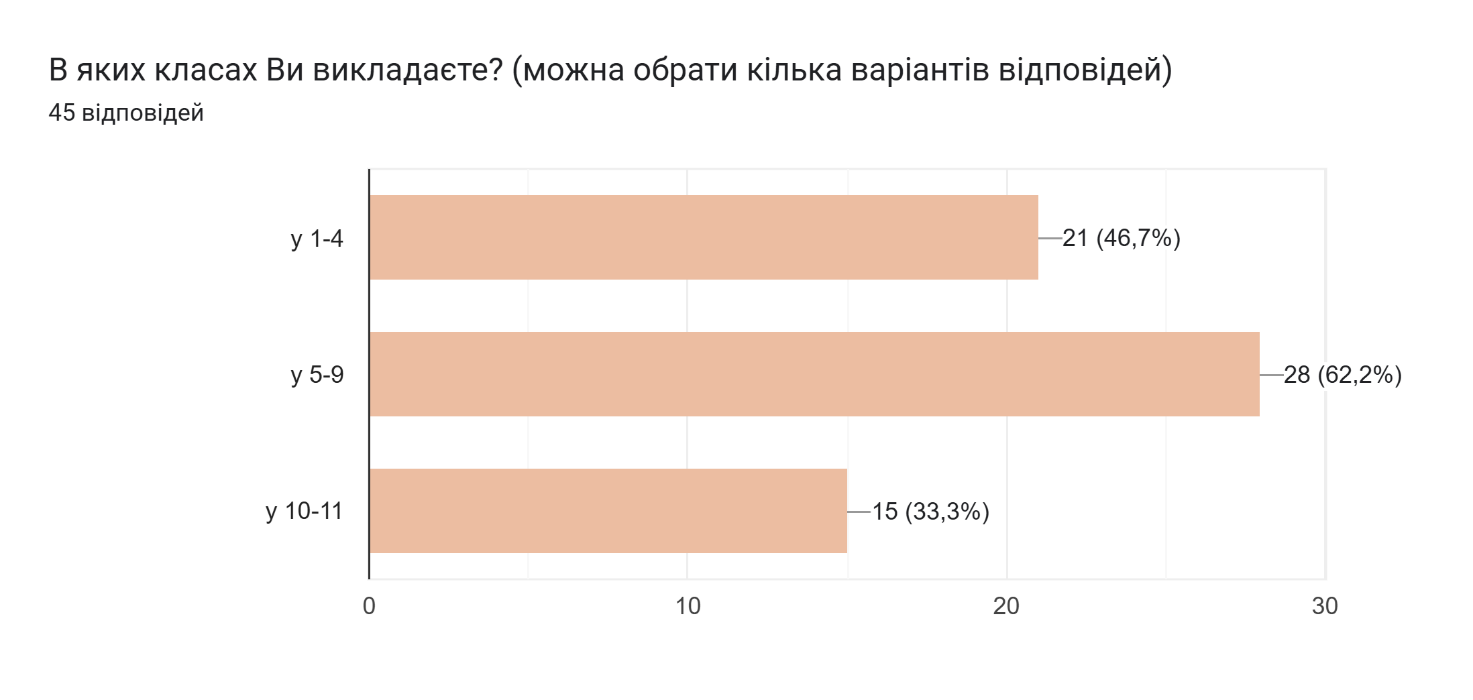 В яких класах Ви викладаєте? (можна обрати кілька варіантів відповідей)
45 відповідей
у 1-4
21 (46,7%)
у 5-9
28 (62,2%)
у 10-11
15 (33,3%)
0 10 20 30